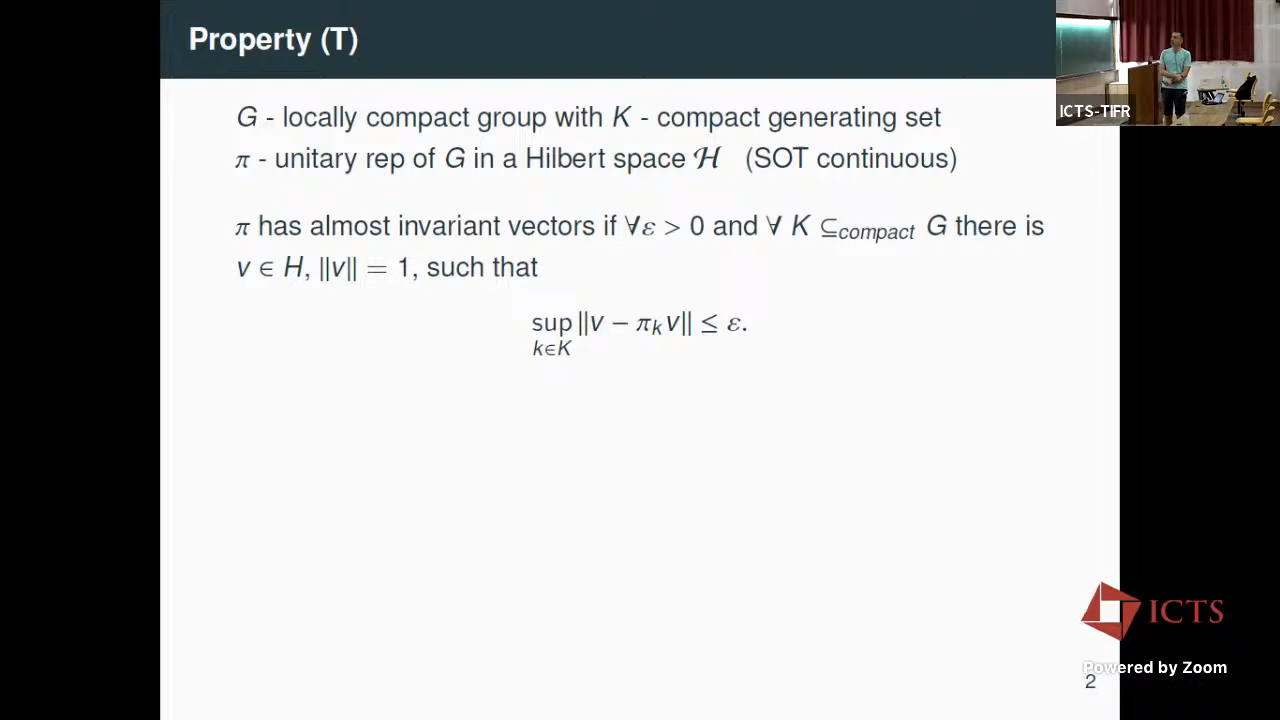 Property (T)
ICTS-TIFR
G - locally compact group with K - compact generating set
π - unitary rep of G in a Hilbert space ℋ (SOT continuous)
π has almost invariant vectors if ∀ε > 0 and ∀ K ⊆compact G there is
v ∈ H, ‖v‖ = 1, such that
sup ‖v − πₖv‖ ≤ ε.
k∈K
ICTS
Powered by Zoom
2